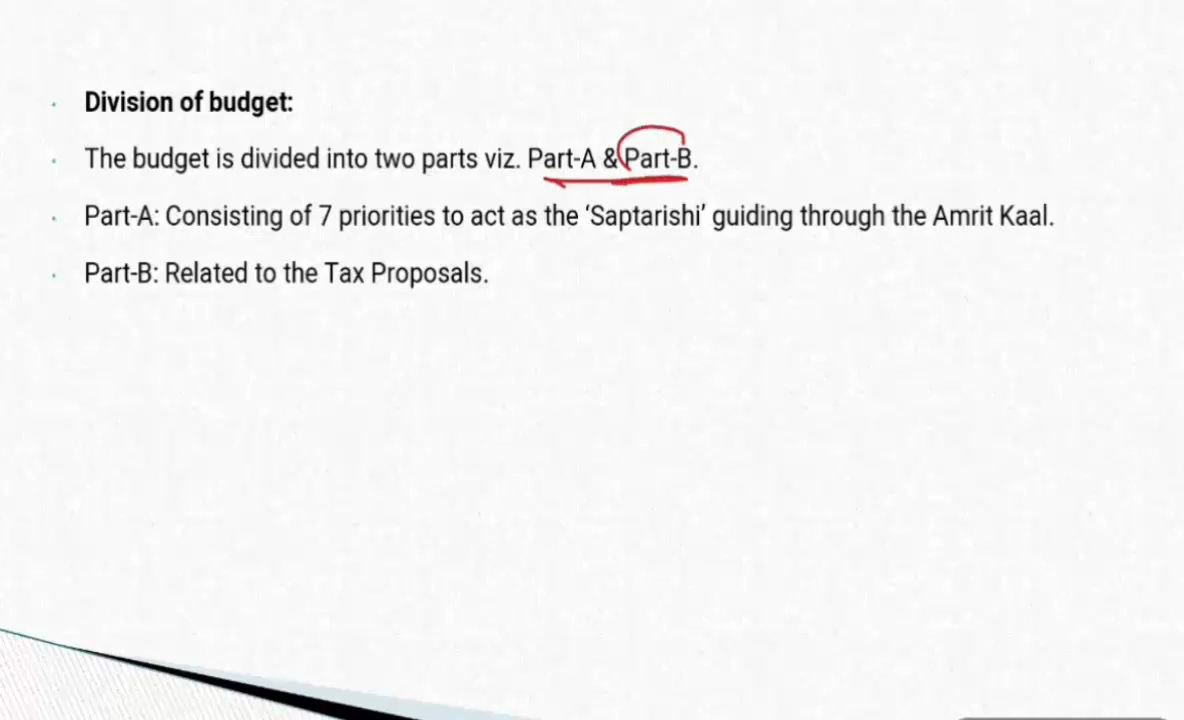 Division of budget:
The budget is divided into two parts viz. Part-A & Part-B.
Part-A: Consisting of 7 priorities to act as the ‘Saptarishi’ guiding through the Amrit Kaal.
Part-B: Related to the Tax Proposals.